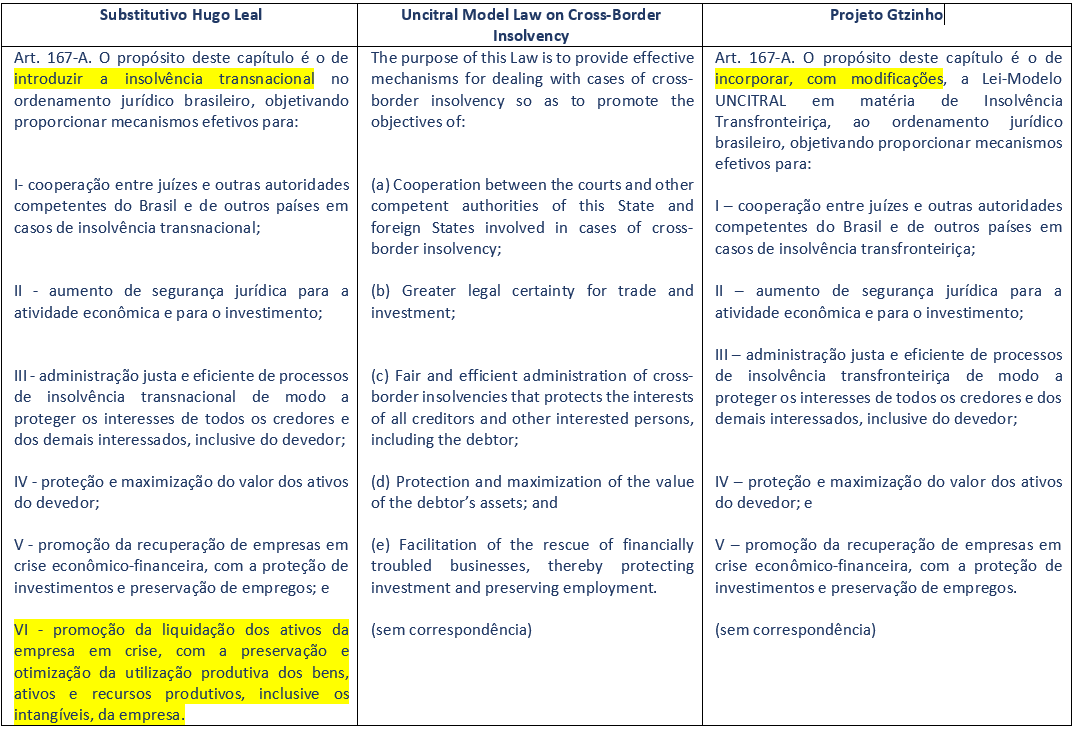 Substitutivo Hugo Leal
Uncitral Model Law on Cross-Border
Insolvency
Projeto Gtzinho
Art. 167-A. O propósito deste capítulo é o de
introduzir a insolvência transnacional no
ordenamento jurídico brasileiro, objetivando
proporcionar mecanismos efetivos para:
I- cooperação entre juízes e outras autoridades
competentes do Brasil e de outros países em
casos de insolvência transnacional;
II - aumento de segurança jurídica para a
atividade econômica e para o investimento;
III - administração justa e eficiente de processos
de insolvência transnacional de modo a
proteger os interesses de todos os credores e
dos demais interessados, inclusive do devedor;
IV - proteção e maximização do valor dos ativos
do devedor;
V - promoção da recuperação de empresas em
crise econômico-financeira, com a proteção de
investimentos e preservação de empregos; e
VI - promoção da liquidação dos ativos da
empresa em crise, com a preservação e
otimização da utilização produtiva dos bens,
ativos e recursos produtivos, inclusive os
intangíveis, da empresa.
The purpose of this Law is to provide effective
mechanisms for dealing with cases of cross-
border insolvency so as to promote the
objectives of:
(a) Cooperation between the courts and other
competent authorities of this State and
foreign States involved in cases of cross-
border insolvency;
(b) Greater legal certainty for trade and
investment;
(c) Fair and efficient administration of cross-
border insolvencies that protects the interests
of all creditors and other interested persons,
including the debtor;
(d) Protection and maximization of the value
of the debtor’s assets; and
(e) Facilitation of the rescue of financially
troubled businesses, thereby protecting
investment and preserving employment.
(sem correspondência)
Art. 167-A. O propósito deste capítulo é o de
incorporar, com modificações, a Lei-Modelo
UNCITRAL em matéria de Insolvência
Transfronteiriça, ao ordenamento jurídico
brasileiro, objetivando proporcionar mecanismos
efetivos para:
I – cooperação entre juízes e outras autoridades
competentes do Brasil e de outros países em
casos de insolvência transfronteiriça;
II – aumento de segurança jurídica para a
atividade econômica e para o investimento;
III – administração justa e eficiente de processos
de insolvência transfronteiriça de modo a
proteger os interesses de todos os credores e dos
demais interessados, inclusive do devedor;
IV – proteção e maximização do valor dos ativos
do devedor; e
V – promoção da recuperação de empresas em
crise econômico-financeira, com a proteção de
investimentos e preservação de empregos.
(sem correspondência)